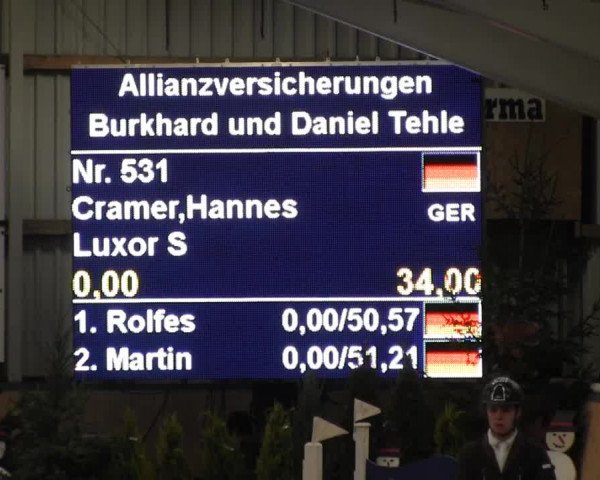 Allianzversicherungen
Burkhard und Daniel Tehle
Nr. 531
Cramer,Hannes GER
Luxor S
0,00 34,00
1. Rolfes 0,00/50,57
2. Martin 0,00/51,21